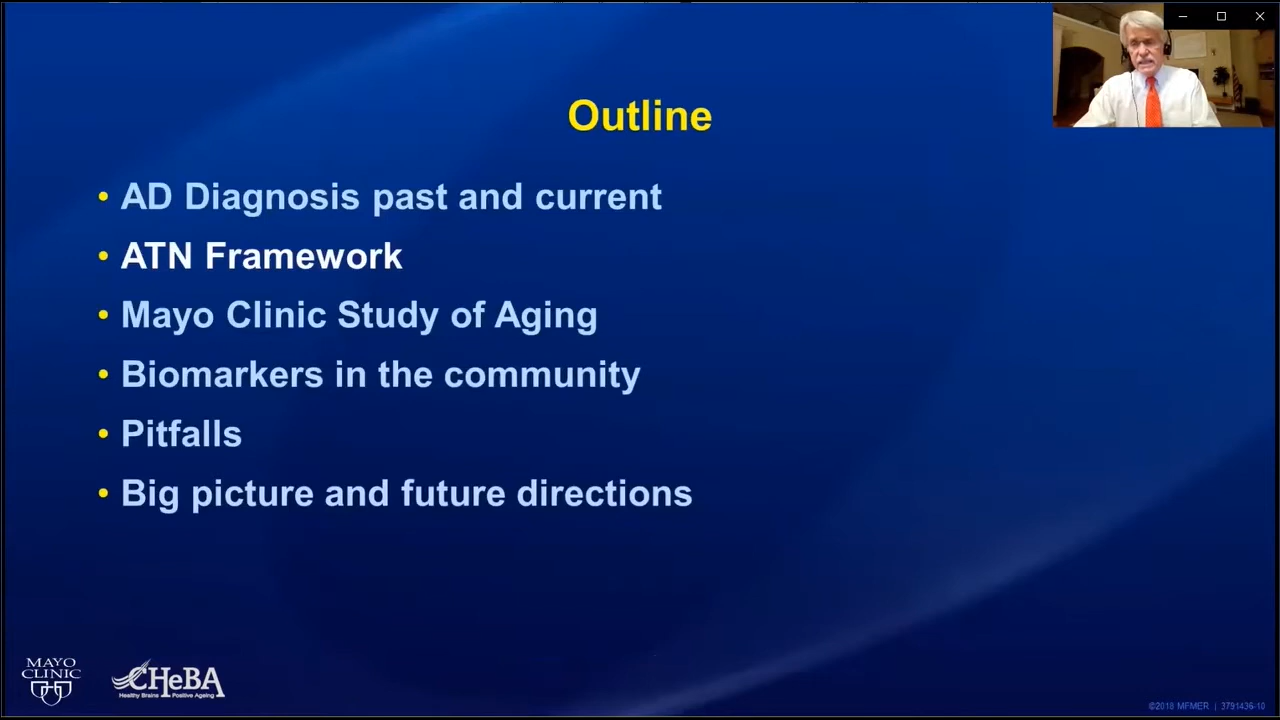 Outline
• AD Diagnosis past and current
• ATN Framework
• Mayo Clinic Study of Aging
• Biomarkers in the community
• Pitfalls
• Big picture and future directions
MAYO
CLINIC
CHeBA
Healthy Brains Positive Ageing
©2018 MFMER | 3791436-10